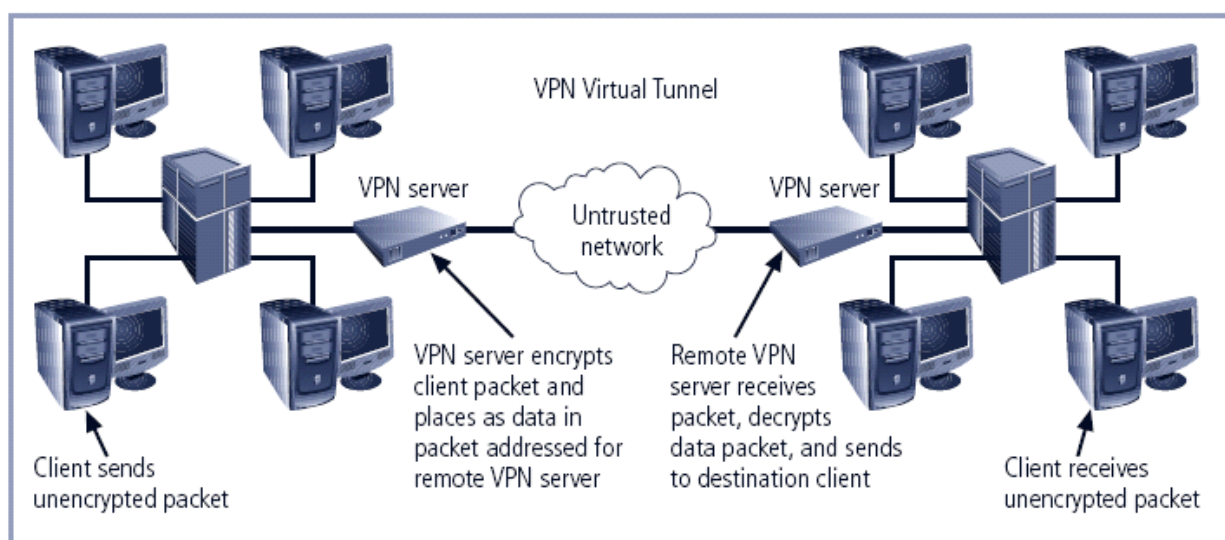 VPN Virtual Tunnel
VPN server
Untrusted
network
VPN server
Client sends
unencrypted packet
VPN server encrypts
client packet and
places as data in
packet addressed for
remote VPN server
Remote VPN
server receives
packet, decrypts
data packet, and sends
to destination client
Client receives
unencrypted packet